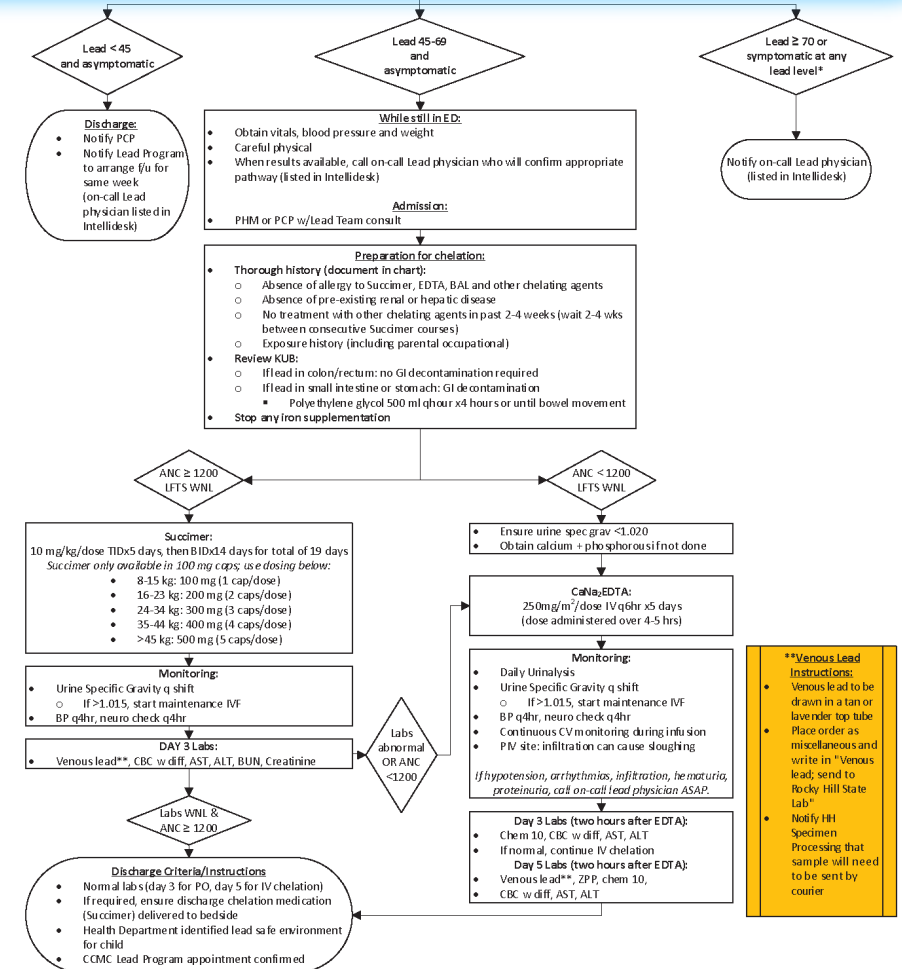 Lead < 45
and asymptomatic
Lead 45-69
and
asymptomatic
Lead ≥ 70 or
symptomatic at any
lead level*
Discharge:
• Notify PCP
• Notify Lead Program
to arrange f/u for
same week
(on-call Lead
physician listed in
Intellidesk)
While still in ED:
• Obtain vitals, blood pressure and weight
• Careful physical
• When results available, call on-call Lead physician who will confirm appropriate
pathway (listed in Intellidesk)
Admission:
• PHM or PCP w/Lead Team consult
Notify on-call Lead physician
(listed in Intellidesk)
Preparation for chelation:
• Thorough history (document in chart):
o Absence of allergy to Succimer, EDTA, BAL and other chelating agents
o Absence of pre-existing renal or hepatic disease
o No treatment with other chelating agents in past 2-4 weeks (wait 2-4 wks
between consecutive Succimer courses)
o Exposure history (including parental occupational)
• Review KUB:
o If lead in colon/rectum: no GI decontamination required
o If lead in small intestine or stomach: GI decontamination
▪ Polyethylene glycol 500 ml qhour x4 hours or until bowel movement
• Stop any iron supplementation
ANC ≥ 1200
LFTS WNL
ANC < 1200
LFTS WNL
Succimer:
10 mg/kg/dose TIDx5 days, then BIDx14 days for total of 19 days
Succimer only available in 100 mg caps; use dosing below:
• 8-15 kg: 100 mg (1 cap/dose)
• 16-23 kg: 200 mg (2 caps/dose)
• 24-34 kg: 300 mg (3 caps/dose)
• 35-44 kg: 400 mg (4 caps/dose)
• >45 kg: 500 mg (5 caps/dose)
Monitoring:
• Urine Specific Gravity q shift
o If >1.015, start maintenance IVF
• BP q4hr, neuro check q4hr
DAY 3 Labs:
• Venous lead**, CBC w diff, AST, ALT, BUN, Creatinine
Labs
abnormal
OR ANC
<1200
Labs WNL &
ANC ≥ 1200
• Ensure urine spec grav <1.020
• Obtain calcium + phosphorous if not done
CaNa₂EDTA:
250mg/m²/dose IV q6hr x5 days
(dose administered over 4-5 hrs)
Monitoring:
• Daily Urinalysis
• Urine Specific Gravity q shift
o If >1.015, start maintenance IVF
• BP q4hr, neuro check q4hr
• Continuous CV monitoring during infusion
• PIV site: infiltration can cause sloughing
If hypotension, arrhythmias, infiltration, hematuria,
proteinuria, call on-call lead physician ASAP.
Day 3 Labs (two hours after EDTA):
• Chem 10, CBC w diff, AST, ALT
• If normal, continue IV chelation
Day 5 Labs (two hours after EDTA):
• Venous lead**, ZPP, chem 10,
• CBC w diff, AST, ALT
**Venous Lead
Instructions:
• Venous lead to be
drawn in a tan or
lavender top tube
• Place order as
miscellaneous and
write in "Venous
lead; send to
Rocky Hill State
Lab"
• Notify HH
Specimen
Processing that
sample will need
to be sent by
courier
Discharge Criteria/Instructions
• Normal labs (day 3 for PO, day 5 for IV chelation)
• If required, ensure discharge chelation medication
(Succimer) delivered to bedside
• Health Department identified lead safe environment
for child
• CCMC Lead Program appointment confirmed